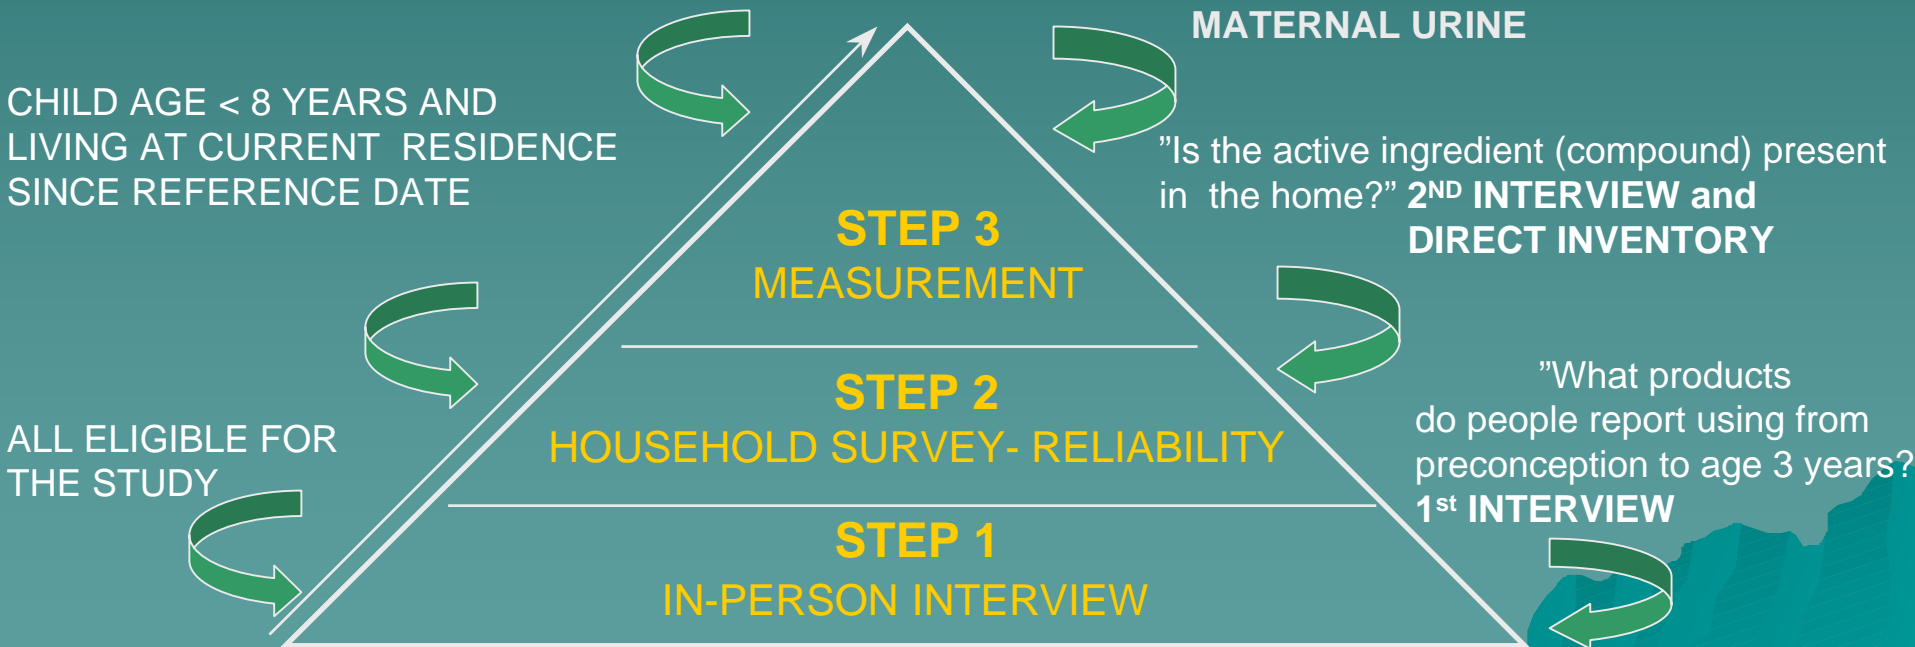 MATERNAL URINE
CHILD AGE < 8 YEARS AND
LIVING AT CURRENT RESIDENCE
SINCE REFERENCE DATE
”Is the active ingredient (compound) present
in the home?” 2ND INTERVIEW and
DIRECT INVENTORY
STEP 3
MEASUREMENT
”What products
do people report using from
preconception to age 3 years?
1st INTERVIEW
STEP 2
HOUSEHOLD SURVEY- RELIABILITY
ALL ELIGIBLE FOR
THE STUDY
STEP 1
IN-PERSON INTERVIEW